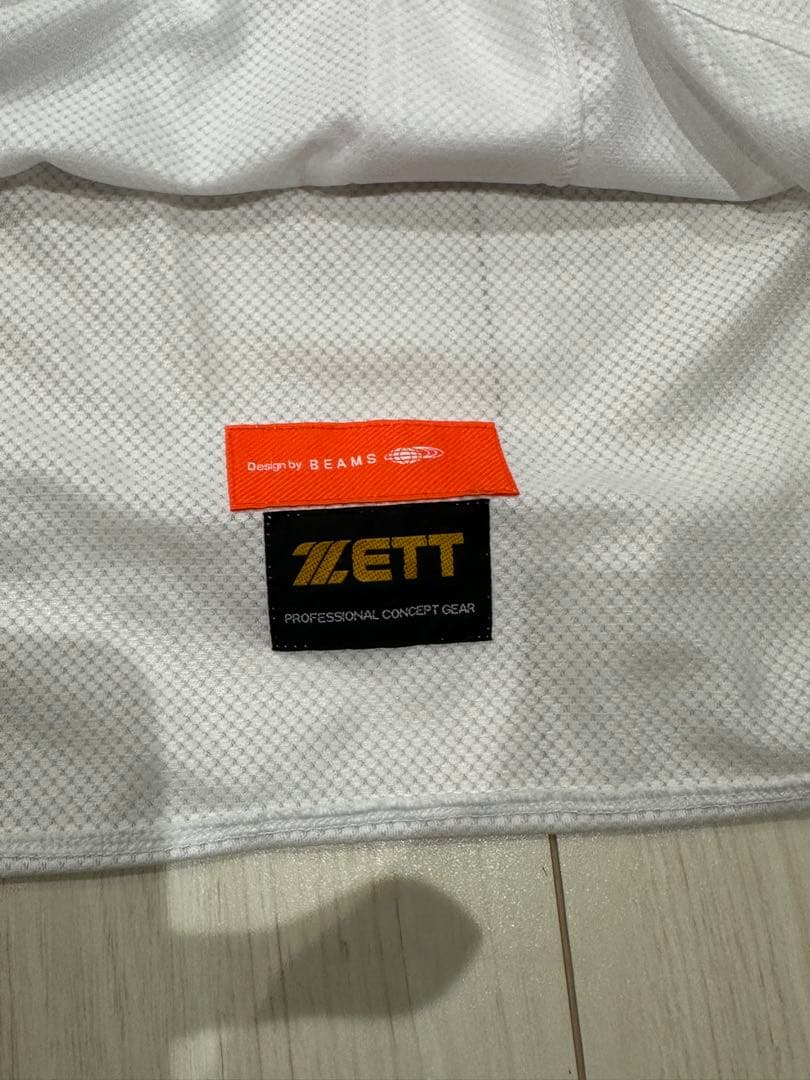 Design by BEAMS
ZETT
PROFESSIONAL CONCEPT GEAR